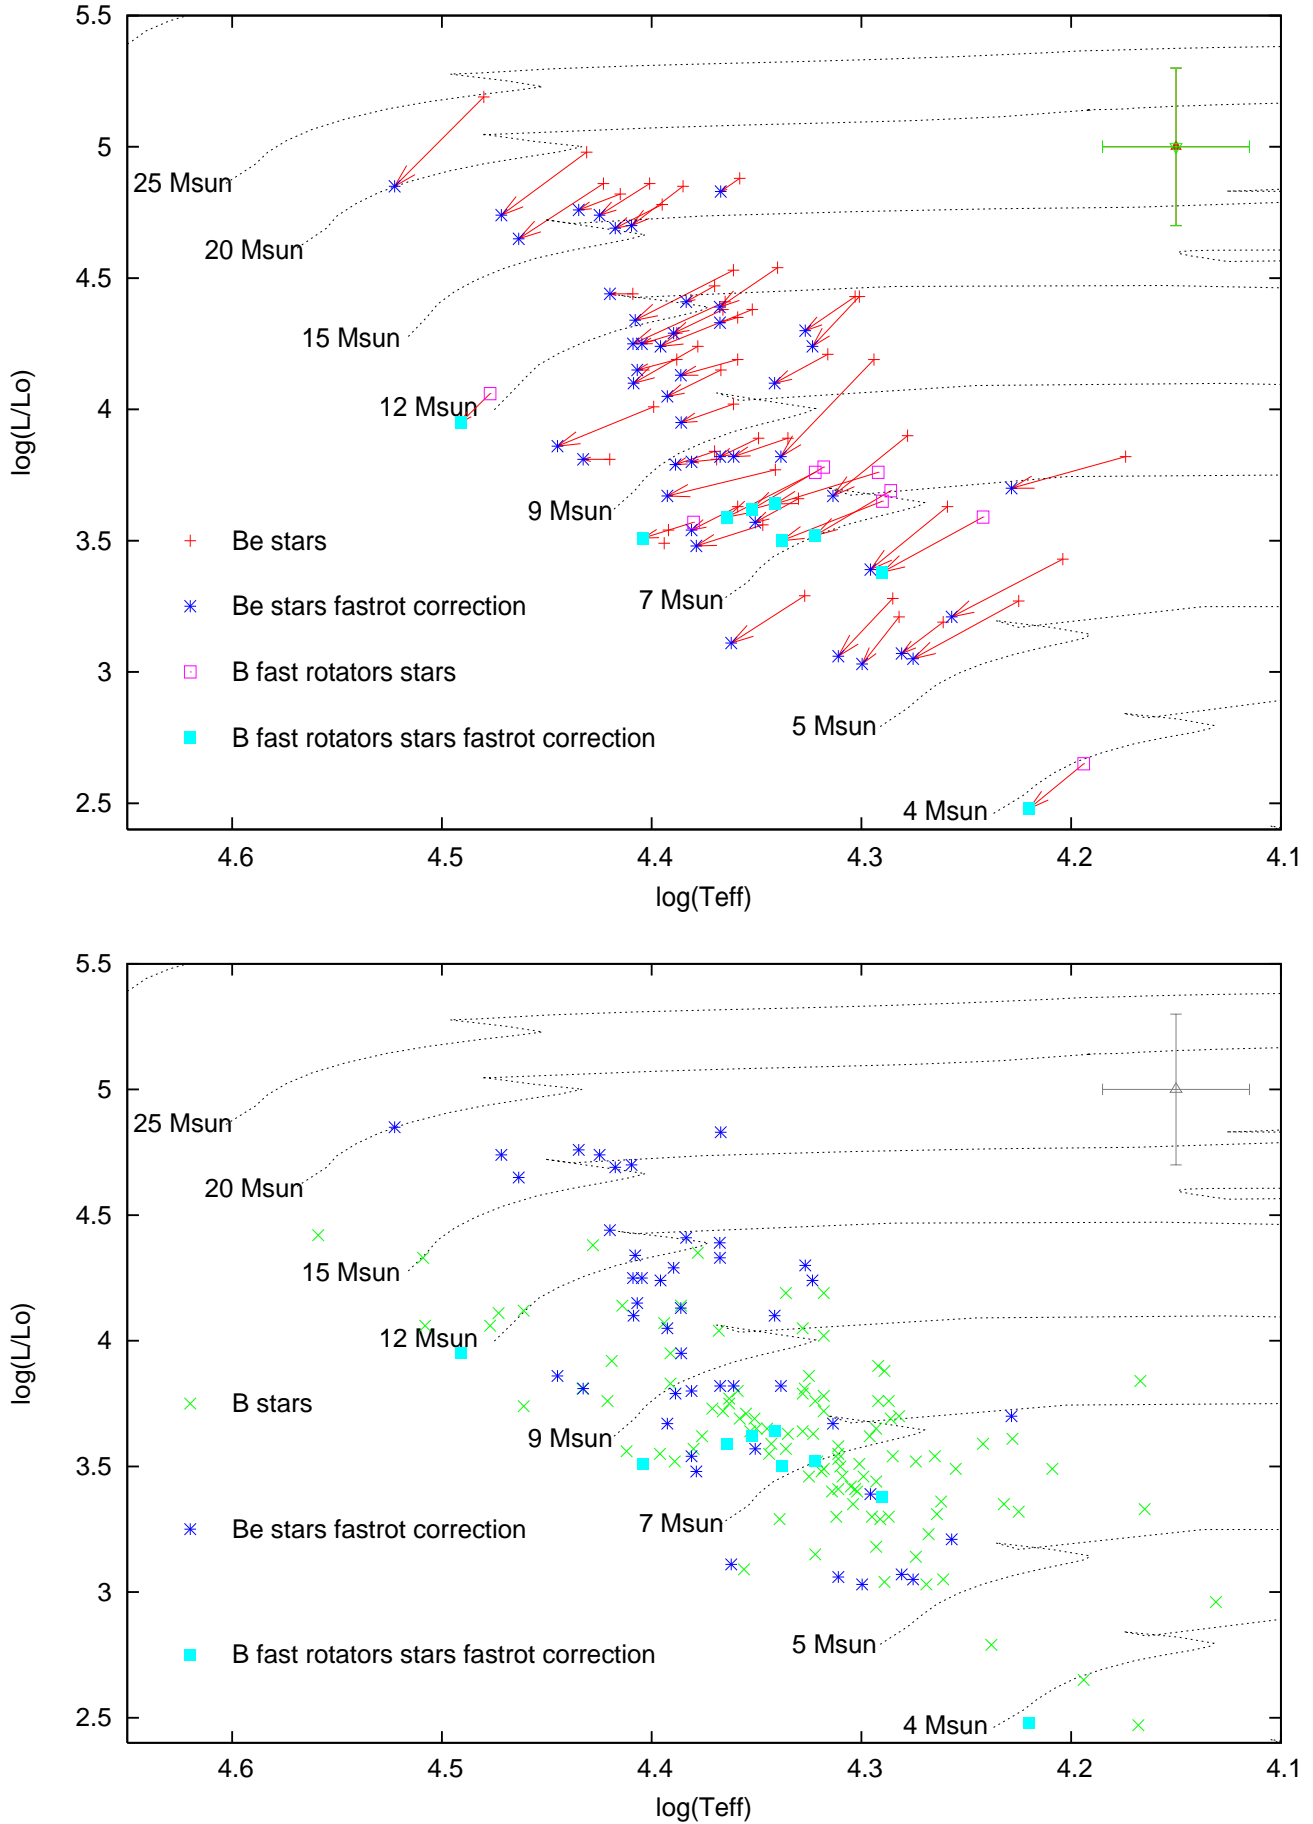 5.5
5
4.5
4
3.5
3
2.5
log(L/Lo)
25 Msun
20 Msun
15 Msun
12 Msun
9 Msun
7 Msun
5 Msun
4 Msun
Be stars
Be stars fastrot correction
B fast rotators stars
B fast rotators stars fastrot correction
4.6 4.5 4.4 4.3 4.2 4.1
log(Teff)
5.5
5
4.5
4
3.5
3
2.5
log(L/Lo)
25 Msun
20 Msun
15 Msun
12 Msun
9 Msun
7 Msun
5 Msun
4 Msun
B stars
Be stars fastrot correction
B fast rotators stars fastrot correction
4.6 4.5 4.4 4.3 4.2 4.1
log(Teff)